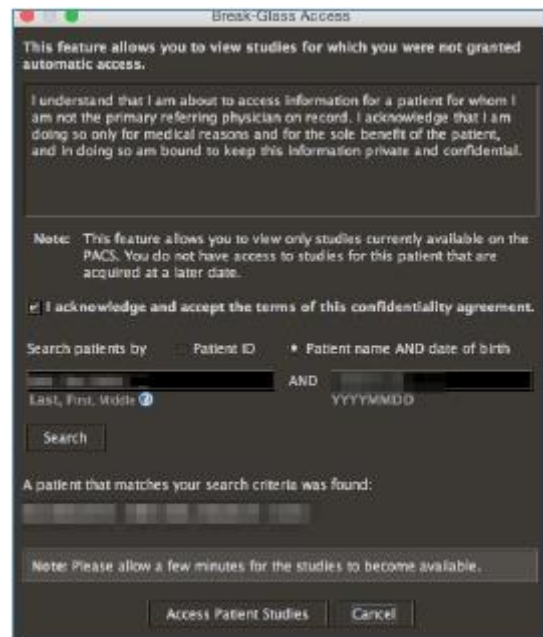 Break-Glass Access
This feature allows you to view studies for which you were not granted
automatic access.
I understand that I am about to access information for a patient for whom I
am not the primary referring physician on record. I acknowledge that I am
doing so only for medical reasons and for the sole benefit of the patient,
and in doing so am bound to keep this information private and confidential.
Note: This feature allows you to view only studies currently available on the
PACS. You do not have access to studies for this patient that are
acquired at a later date.
I acknowledge and accept the terms of this confidentiality agreement.
Search patients by Patient ID Patient name AND date of birth
AND
Last, First, Middle ? YYYYMMDD
Search
A patient that matches your search criteria was found:
Note: Please allow a few minutes for the studies to become available.
Access Patient Studies Cancel